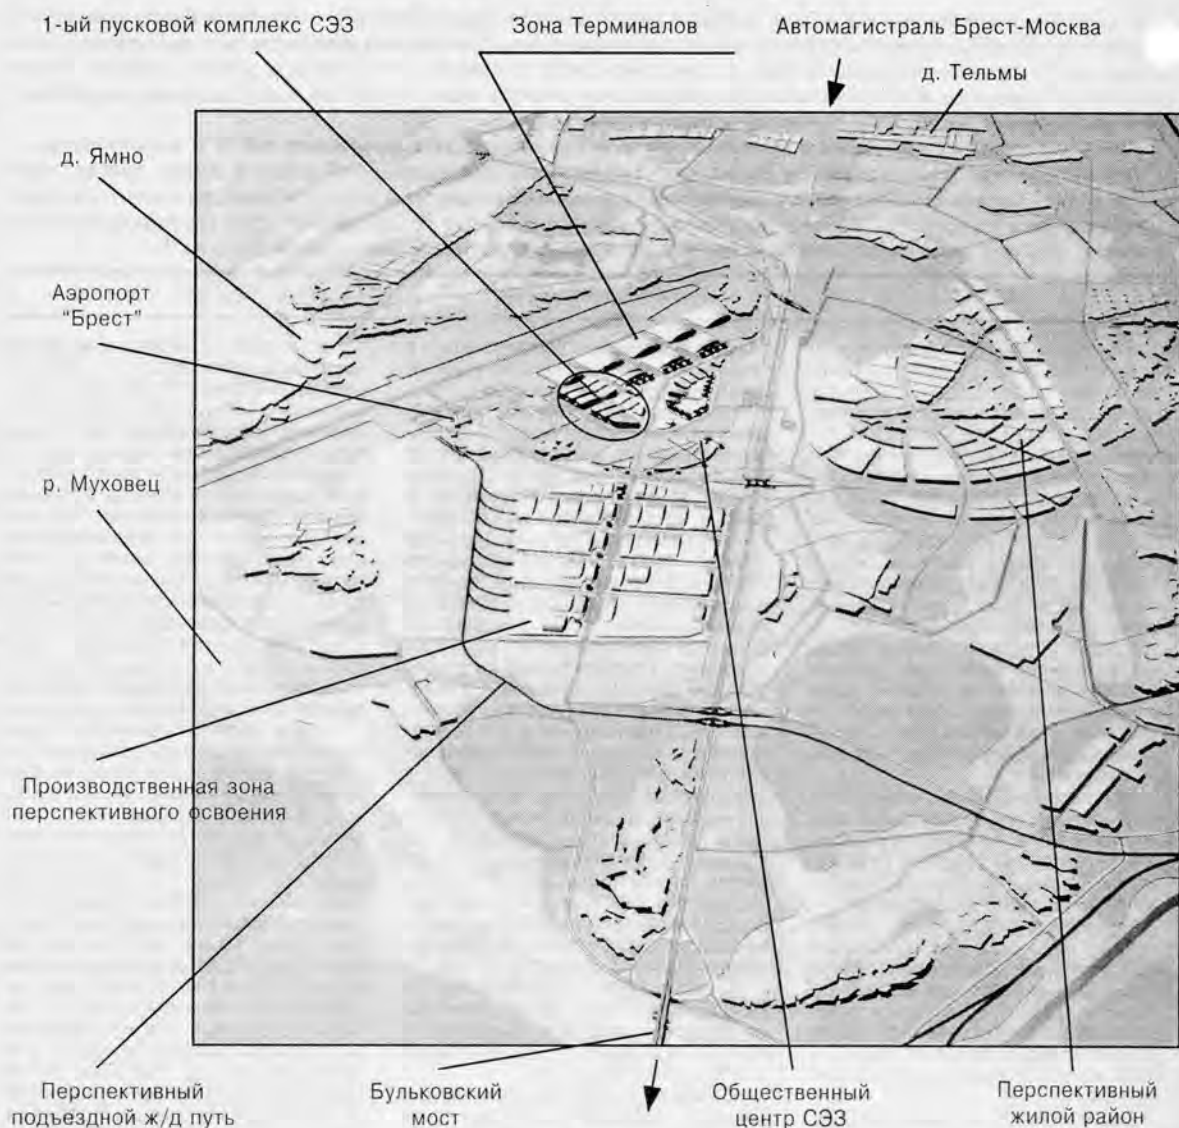 1-ый пусковой комплекс СЭЗ
Зона Терминалов
Автомагистраль Брест-Москва
д. Тельмы
д. Ямно
Аэропорт
"Брест"
р. Муховец
Производственная зона
перспективного освоения
Перспективный
подъездной ж/д путь
Бульковский
мост
Общественный
центр СЭЗ
Перспективный
жилой район